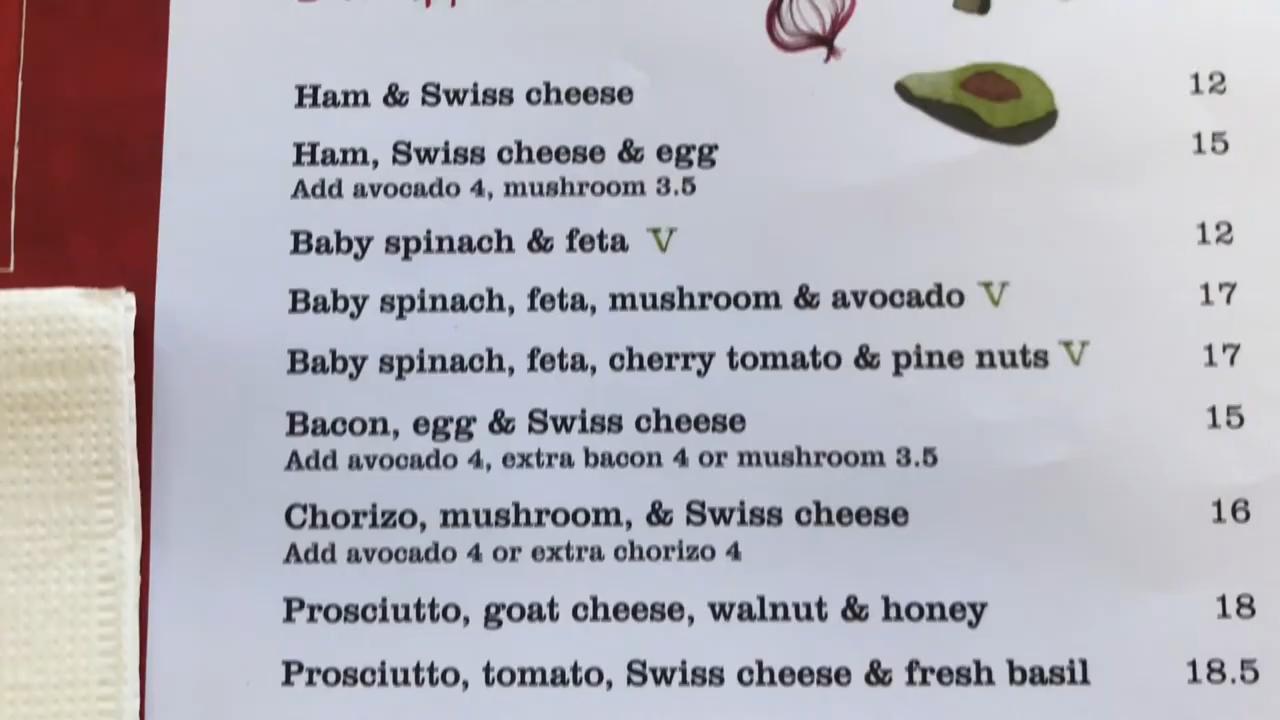 Ham & Swiss cheese 12
Ham, Swiss cheese & egg 15
Add avocado 4, mushroom 3.5
Baby spinach & feta V 12
Baby spinach, feta, mushroom & avocado V 17
Baby spinach, feta, cherry tomato & pine nuts V 17
Bacon, egg & Swiss cheese 15
Add avocado 4, extra bacon 4 or mushroom 3.5
Chorizo, mushroom, & Swiss cheese 16
Add avocado 4 or extra chorizo 4
Prosciutto, goat cheese, walnut & honey 18
Prosciutto, tomato, Swiss cheese & fresh basil 18.5